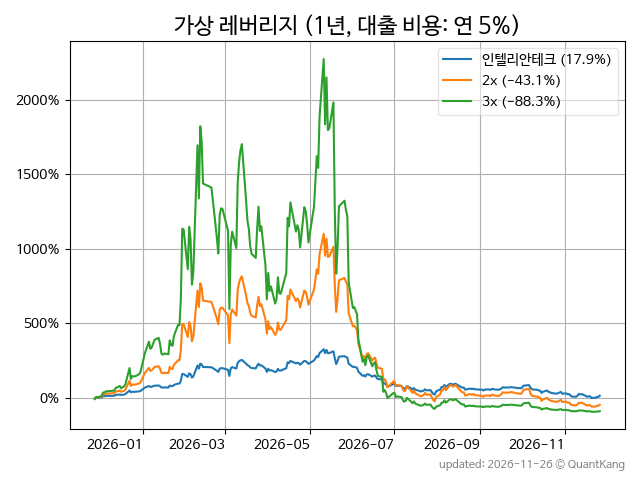 가상 레버리지 (1년, 대출 비용: 연 5%)
인텔리안테크 (17.9%)
2x (−43.1%)
3x (−88.3%)
2000%
1500%
1000%
500%
0%
2026-01 2026-03 2026-05 2026-07 2026-09 2026-11
updated: 2026-11-26 © QuantKang